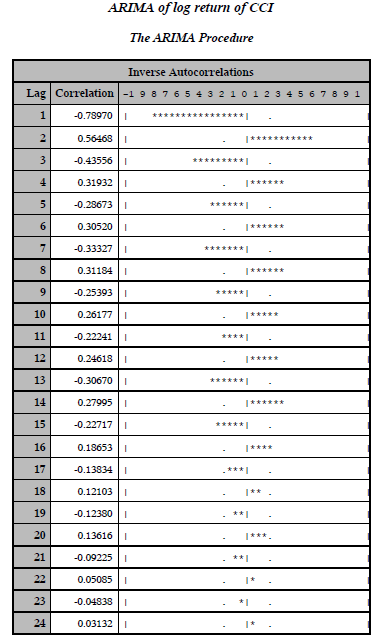 ARIMA of log return of CCI
The ARIMA Procedure
Inverse Autocorrelations
Lag Correlation -1 9 8 7 6 5 4 3 2 1 0 1 2 3 4 5 6 7 8 9 1
1 -0.78970 | ****************| . |
2 0.56468 | . |*********** |
3 -0.43556 | *********| . |
4 0.31932 | . |****** |
5 -0.28673 | ******| . |
6 0.30520 | . |****** |
7 -0.33327 | *******| . |
8 0.31184 | . |****** |
9 -0.25393 | *****| . |
10 0.26177 | . |***** |
11 -0.22241 | ****| . |
12 0.24618 | . |***** |
13 -0.30670 | ******| . |
14 0.27995 | . |****** |
15 -0.22717 | *****| . |
16 0.18653 | . |**** |
17 -0.13834 | .***| . |
18 0.12103 | . |** . |
19 -0.12380 | . **| . |
20 0.13616 | . |***. |
21 -0.09225 | . **| . |
22 0.05085 | . |* . |
23 -0.04838 | . *| . |
24 0.03132 | . |* . |